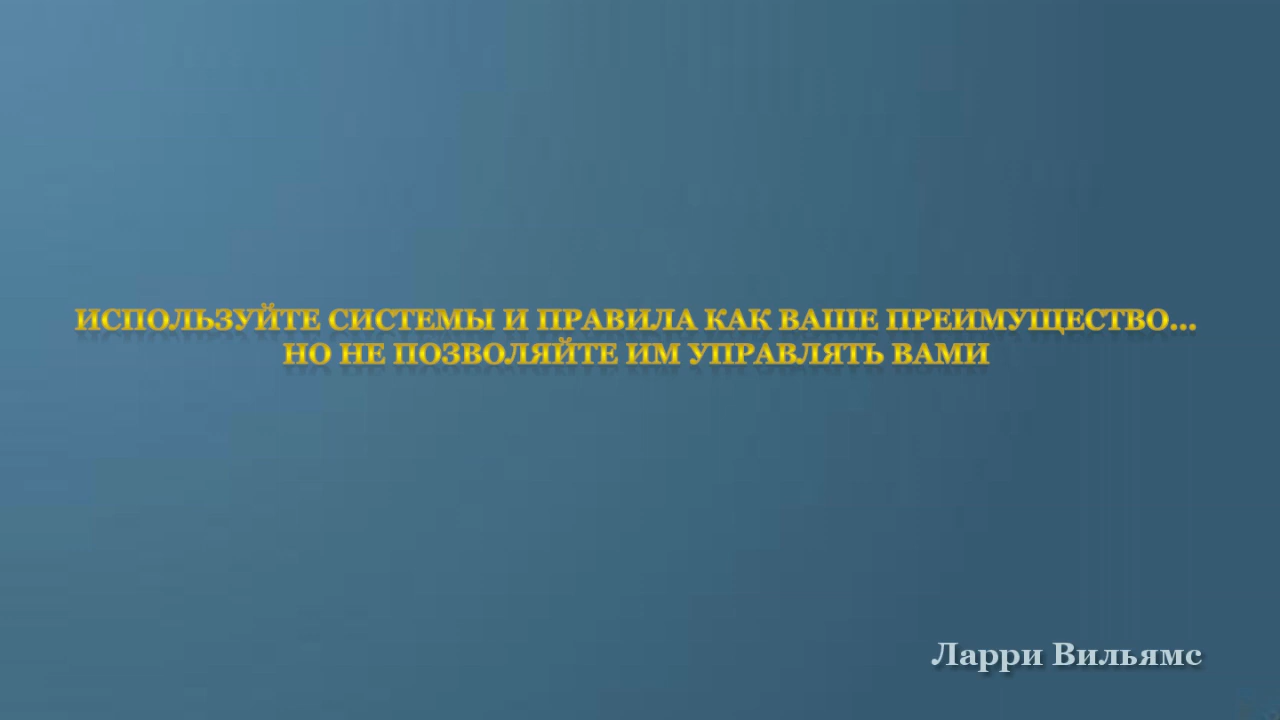 ИСПОЛЬЗУЙТЕ СИСТЕМЫ И ПРАВИЛА КАК ВАШЕ ПРЕИМУЩЕСТВО...
НО НЕ ПОЗВОЛЯЙТЕ ИМ УПРАВЛЯТЬ ВАМИ
Ларри Вильямс